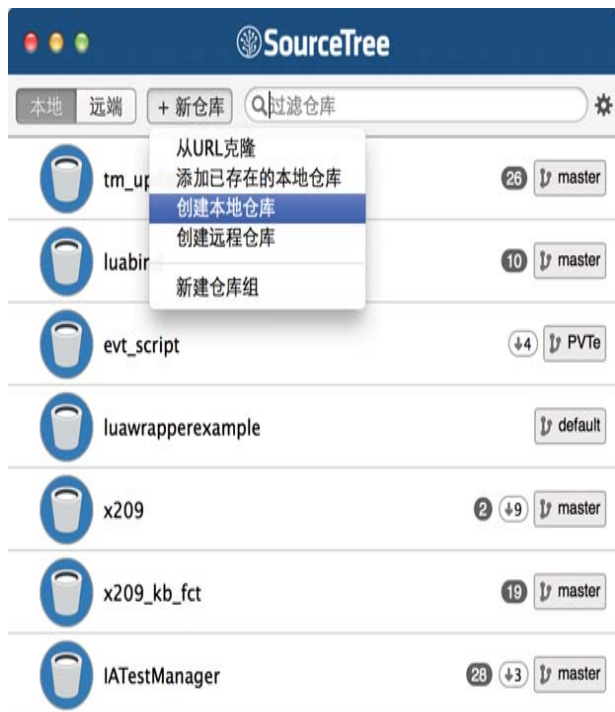 SourceTree
本地 远端 + 新仓库 过滤仓库
从URL克隆
添加已存在的本地仓库
创建本地仓库
创建远程仓库
新建仓库组
26 master
luabin
10 master
evt_script
4 PVTe
luawrapperexample
default
x209
2 9 master
x209_kb_fct
19 master
IATestManager
28 3 master